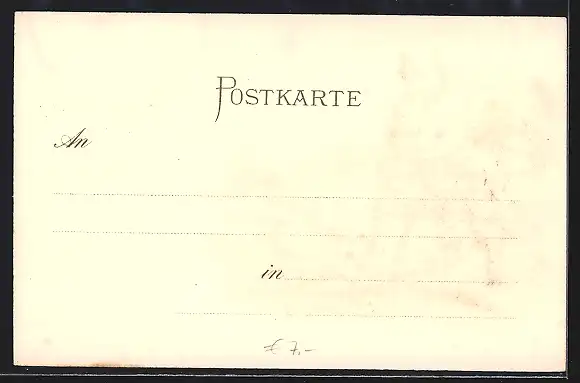 POSTKARTE
An
in
€ 7.-